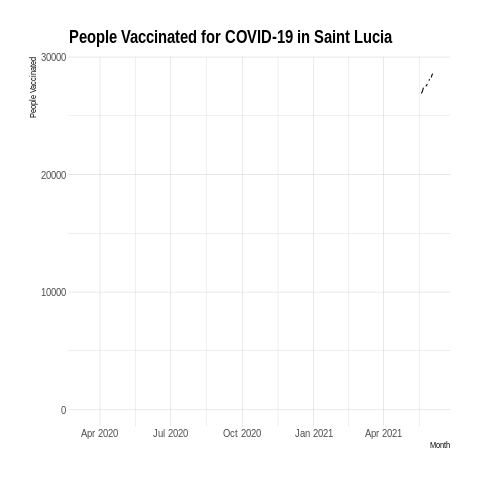 People Vaccinated for COVID-19 in Saint Lucia
People Vaccinated
30000
20000
10000
0
Apr 2020 Jul 2020 Oct 2020 Jan 2021 Apr 2021
Month